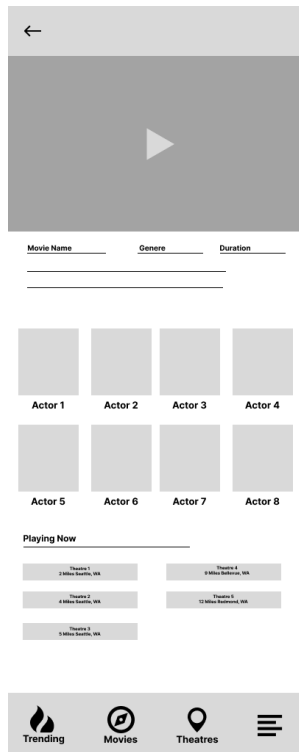 Movie Name Genere Duration
Actor 1 Actor 2 Actor 3 Actor 4
Actor 5 Actor 6 Actor 7 Actor 8
Playing Now
Theatre 1
2 Miles Seattle, WA
Theatre 4
9 Miles Bellevue, WA
Theatre 2
4 Miles Seattle, WA
Theatre 5
12 Miles Redmond, WA
Theatre 3
5 Miles Seattle, WA
Trending Movies Theatres